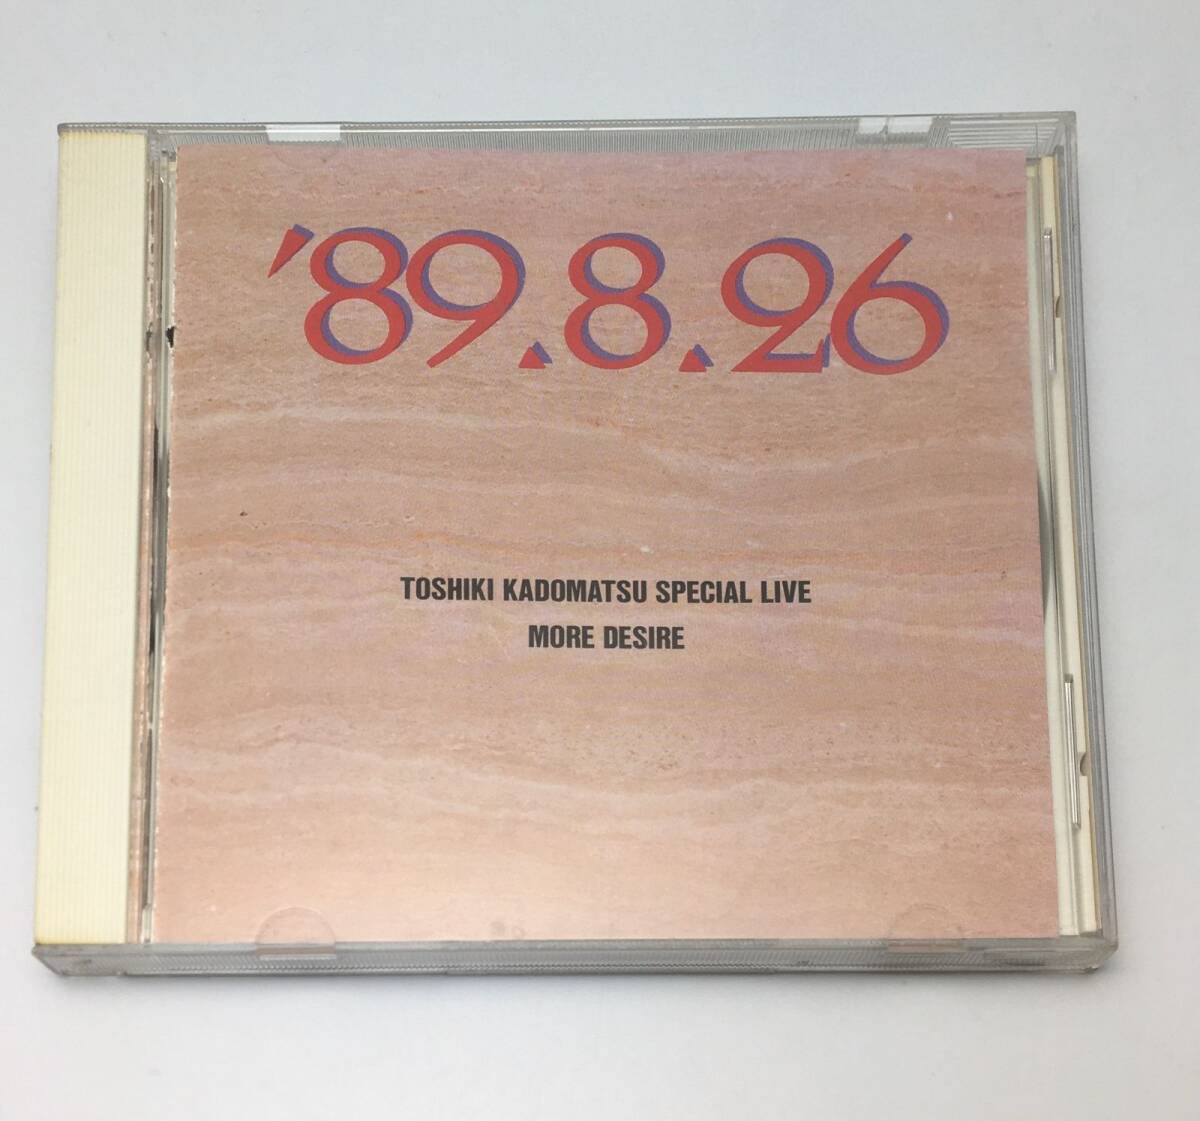 '89.8.26
TOSHIKI KADOMATSU SPECIAL LIVE
MORE DESIRE